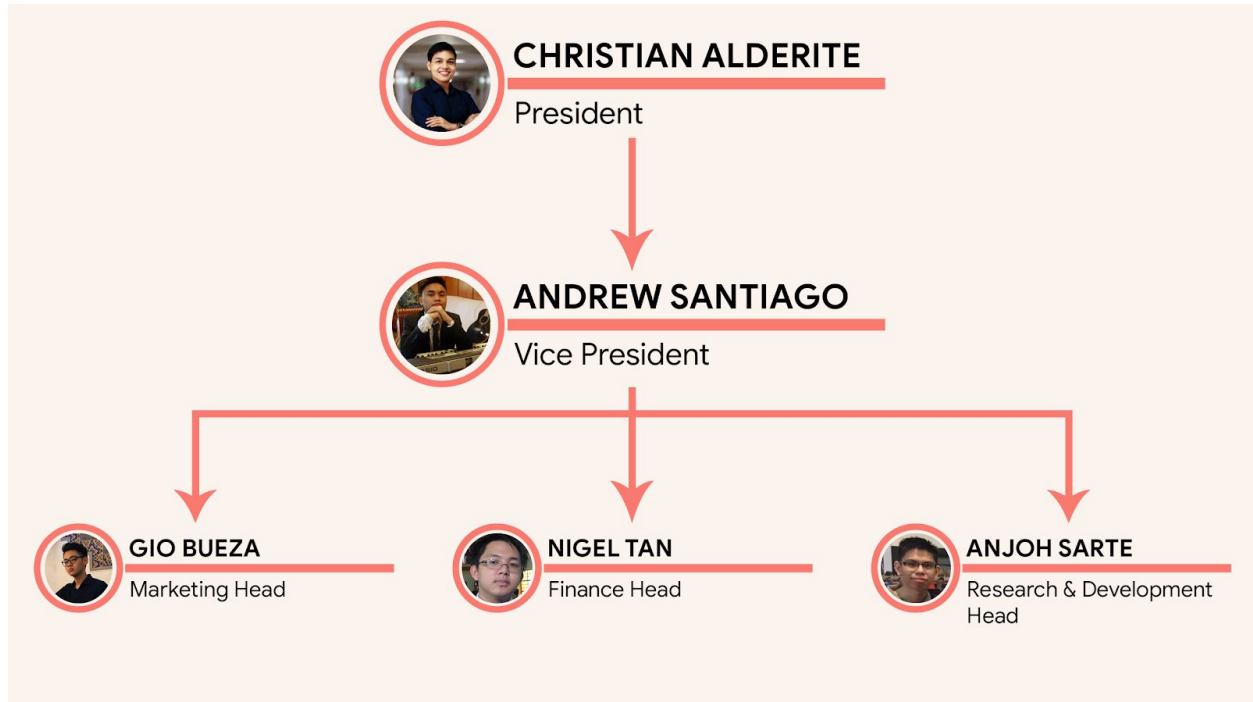 CHRISTIAN ALDERITE
President
ANDREW SANTIAGO
Vice President
GIO BUEZA
Marketing Head
NIGEL TAN
Finance Head
ANJOH SARTE
Research & Development
Head